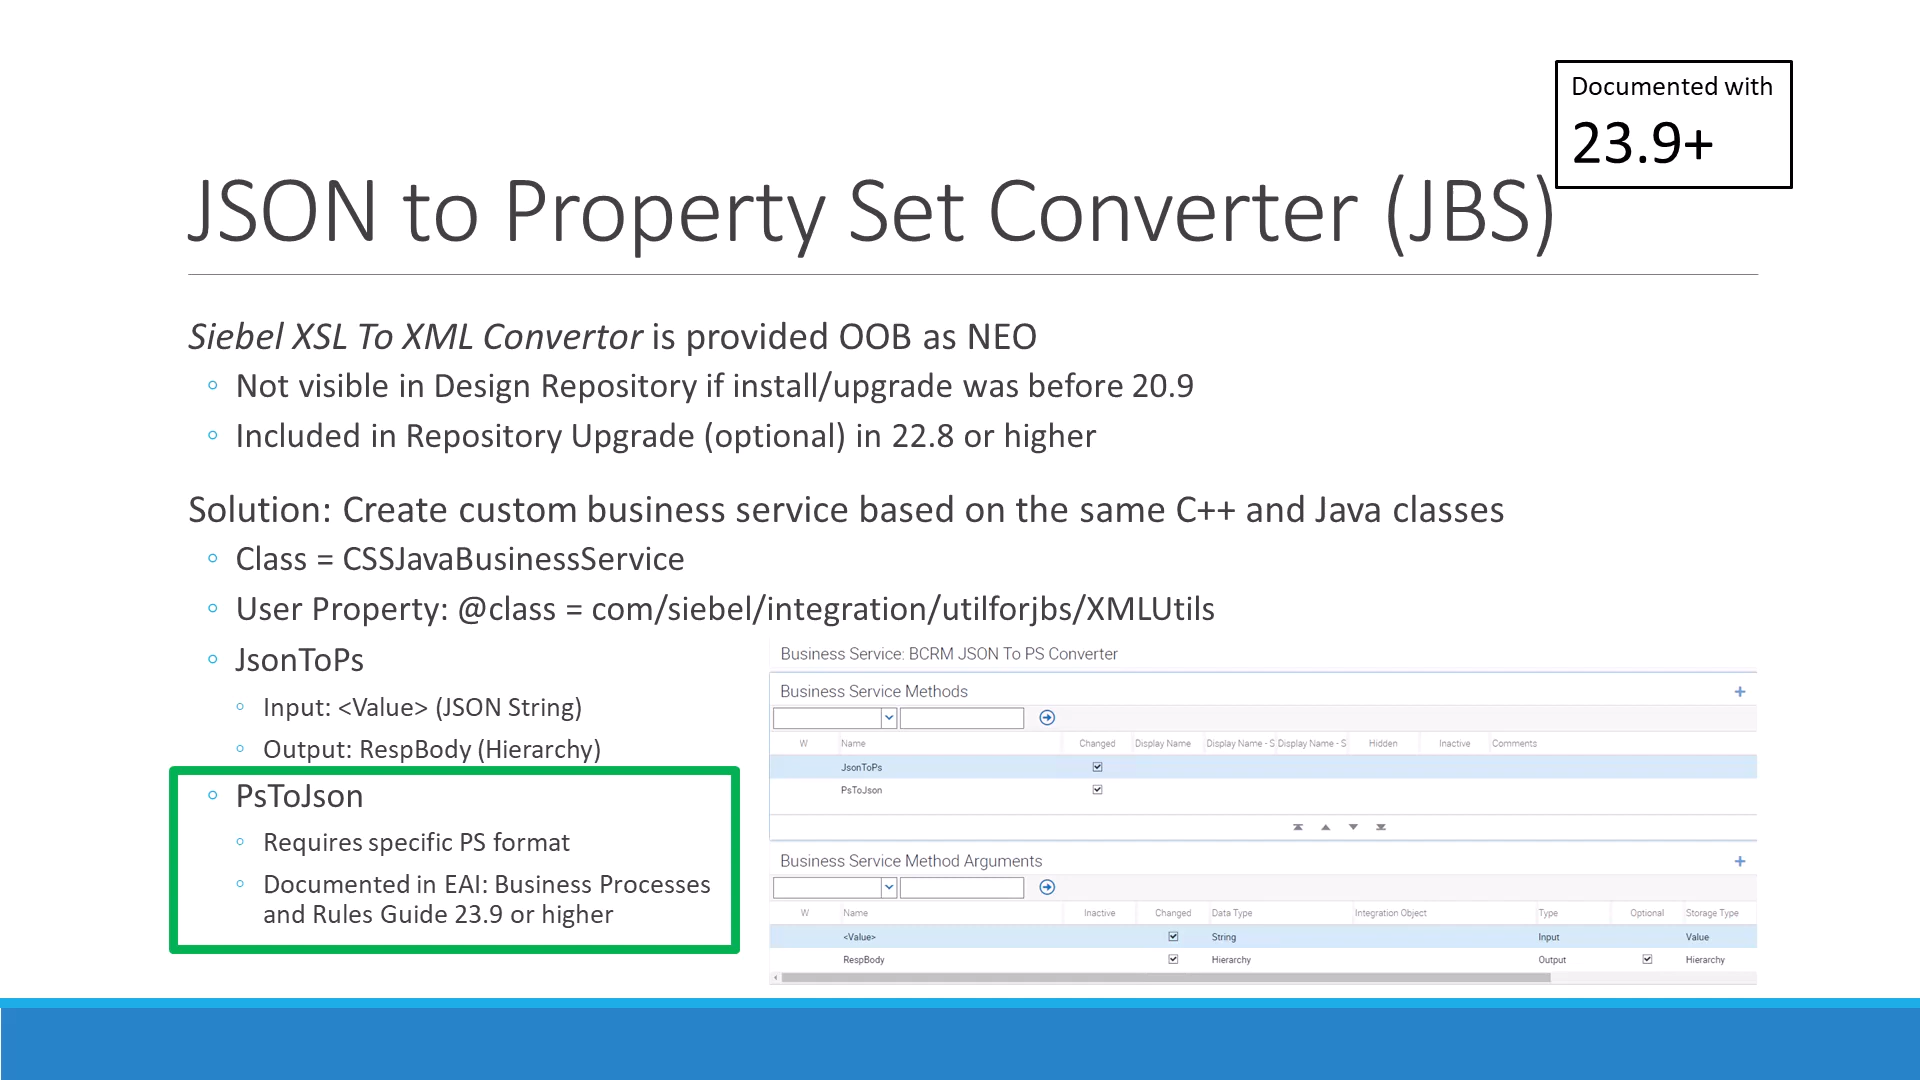 Documented with
23.9+
JSON to Property Set Converter (JBS)
Siebel XSL To XML Convertor is provided OOB as NEO
◦ Not visible in Design Repository if install/upgrade was before 20.9
◦ Included in Repository Upgrade (optional) in 22.8 or higher
Solution: Create custom business service based on the same C++ and Java classes
◦ Class = CSSJavaBusinessService
◦ User Property: @class = com/siebel/integration/utilforjbs/XMLUtils
◦ JsonToPs
◦ Input: <Value> (JSON String)
◦ Output: RespBody (Hierarchy)
◦ PsToJson
◦ Requires specific PS format
◦ Documented in EAI: Business Processes
and Rules Guide 23.9 or higher
Business Service: BCRM JSON To PS Converter
Business Service Methods +
W Name Changed Display Name Display Name - S Display Name - S Hidden Inactive Comments
JsonToPs
PsToJson
Business Service Method Arguments +
W Name Inactive Changed Data Type Integration Object Type Optional Storage Type
<Value> String Input Value
RespBody Hierarchy Output Hierarchy